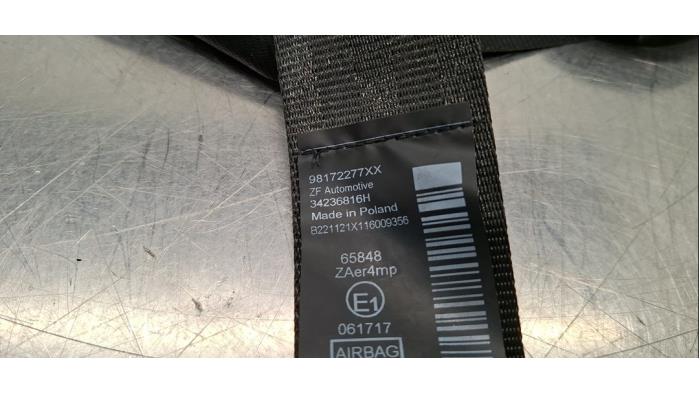 98172277XX
ZF Automotive
34236816H
Made in Poland
B221121X116009356
65848
ZAer4mp
E1
061717
AIRBAG